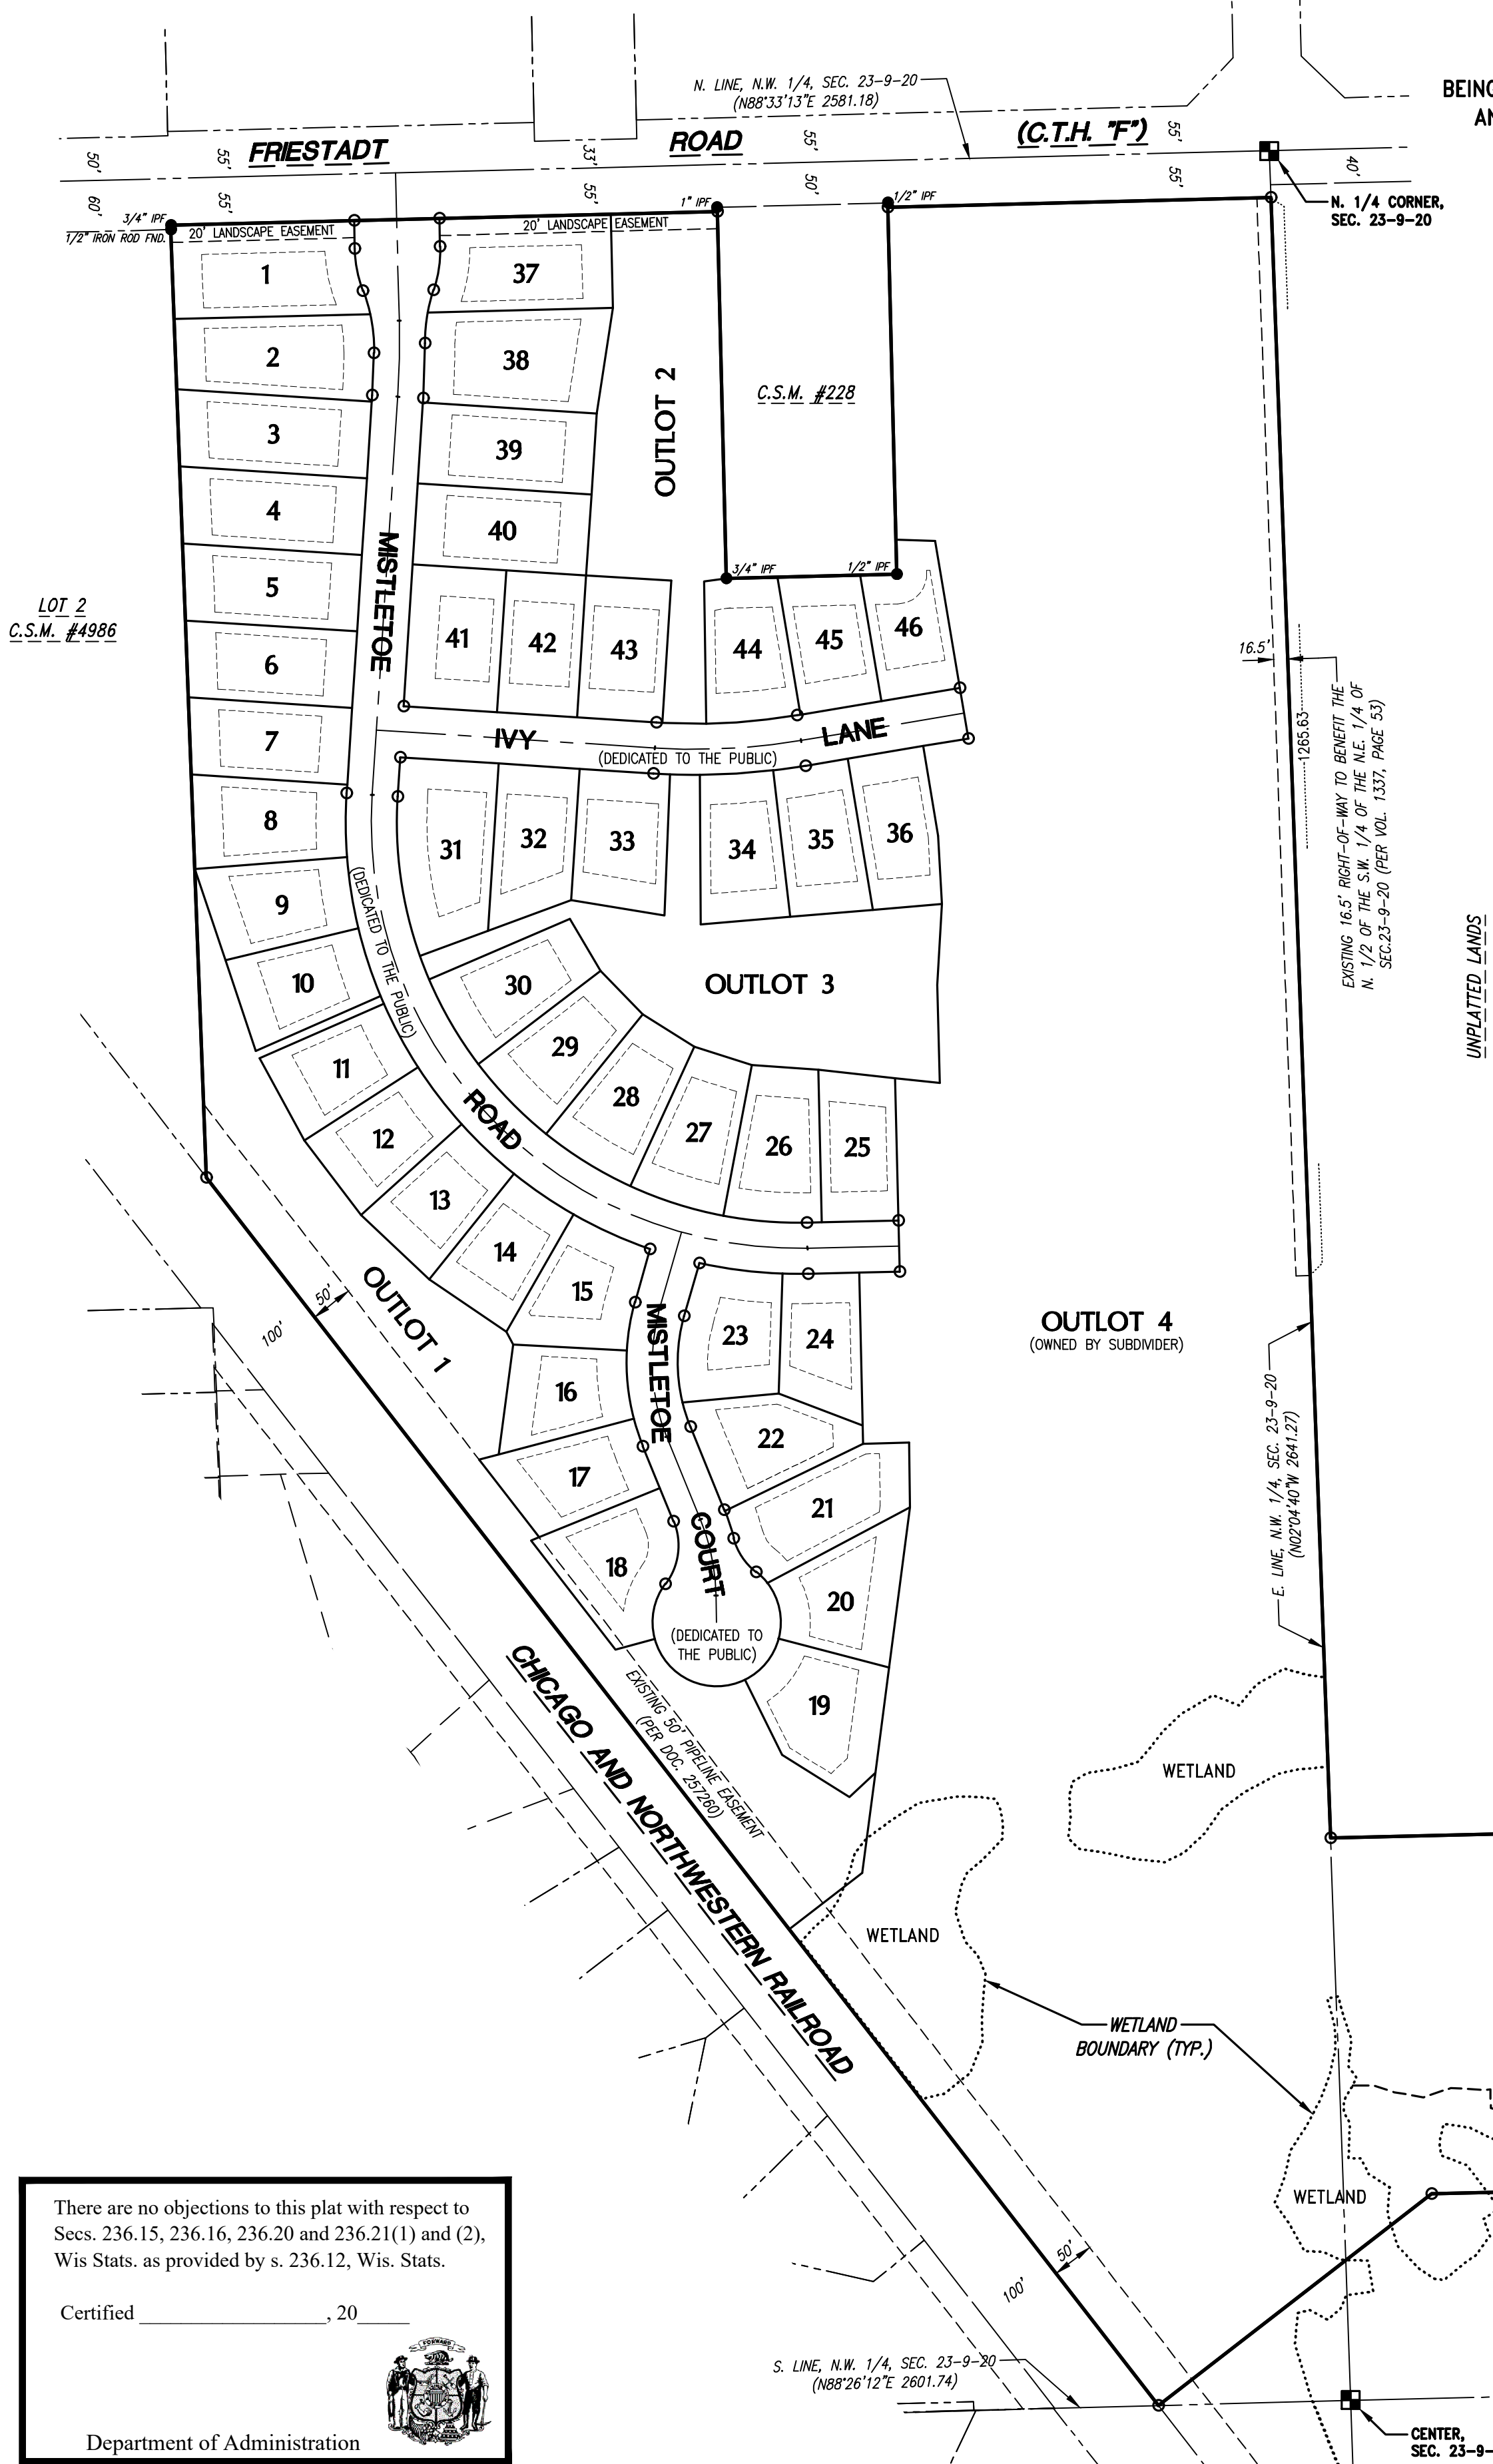 N. LINE, N.W. 1/4, SEC. 23-9-20
(N88°33'13"E 2581.18)
BEING
AN
FRIESTADT
ROAD
(C.T.H. "F")
50'
55'
33'
55'
55'
40'
60'
55'
55'
50'
55'
N. 1/4 CORNER,
SEC. 23-9-20
3/4" IPF
1/2" IRON ROD FND.
20' LANDSCAPE EASEMENT
20' LANDSCAPE EASEMENT
1" IPF
1/2" IPF
1
37
2
38
OUTLOT 2
C.S.M. #228
3
39
4
40
MISTLETOE
3/4" IPF
1/2" IPF
5
LOT 2
C.S.M. #4986
6
41
42
43
44
45
46
16.5'
1265.63
EXISTING 16.5' RIGHT-OF-WAY TO BENEFIT THE
N. 1/2 OF THE S.W. 1/4 OF THE N.E. 1/4 OF
SEC.23-9-20 (PER VOL. 1337, PAGE 53)
7
IVY
LANE
(DEDICATED TO THE PUBLIC)
8
31
32
33
34
35
36
9
(DEDICATED TO THE PUBLIC)
UNPLATTED LANDS
10
30
OUTLOT 3
11
29
28
12
ROAD
27
26
25
13
14
15
OUTLOT 1
50'
100'
MISTLETOE
23
24
OUTLOT 4
(OWNED BY SUBDIVIDER)
16
22
E. LINE, N.W. 1/4, SEC. 23-9-20
(N02°04'40"W 2641.27)
17
21
COURT
18
20
(DEDICATED TO
THE PUBLIC)
19
EXISTING 50' PIPELINE EASEMENT
(PER DOC. 257260)
CHICAGO AND NORTHWESTERN RAILROAD
WETLAND
WETLAND
WETLAND
BOUNDARY (TYP.)
WETLAND
50'
100'
There are no objections to this plat with respect to
Secs. 236.15, 236.16, 236.20 and 236.21(1) and (2),
Wis Stats. as provided by s. 236.12, Wis. Stats.
Certified __________________, 20_____
FORWARD
Department of Administration
S. LINE, N.W. 1/4, SEC. 23-9-20
(N88°26'12"E 2601.74)
CENTER,
SEC. 23-9-